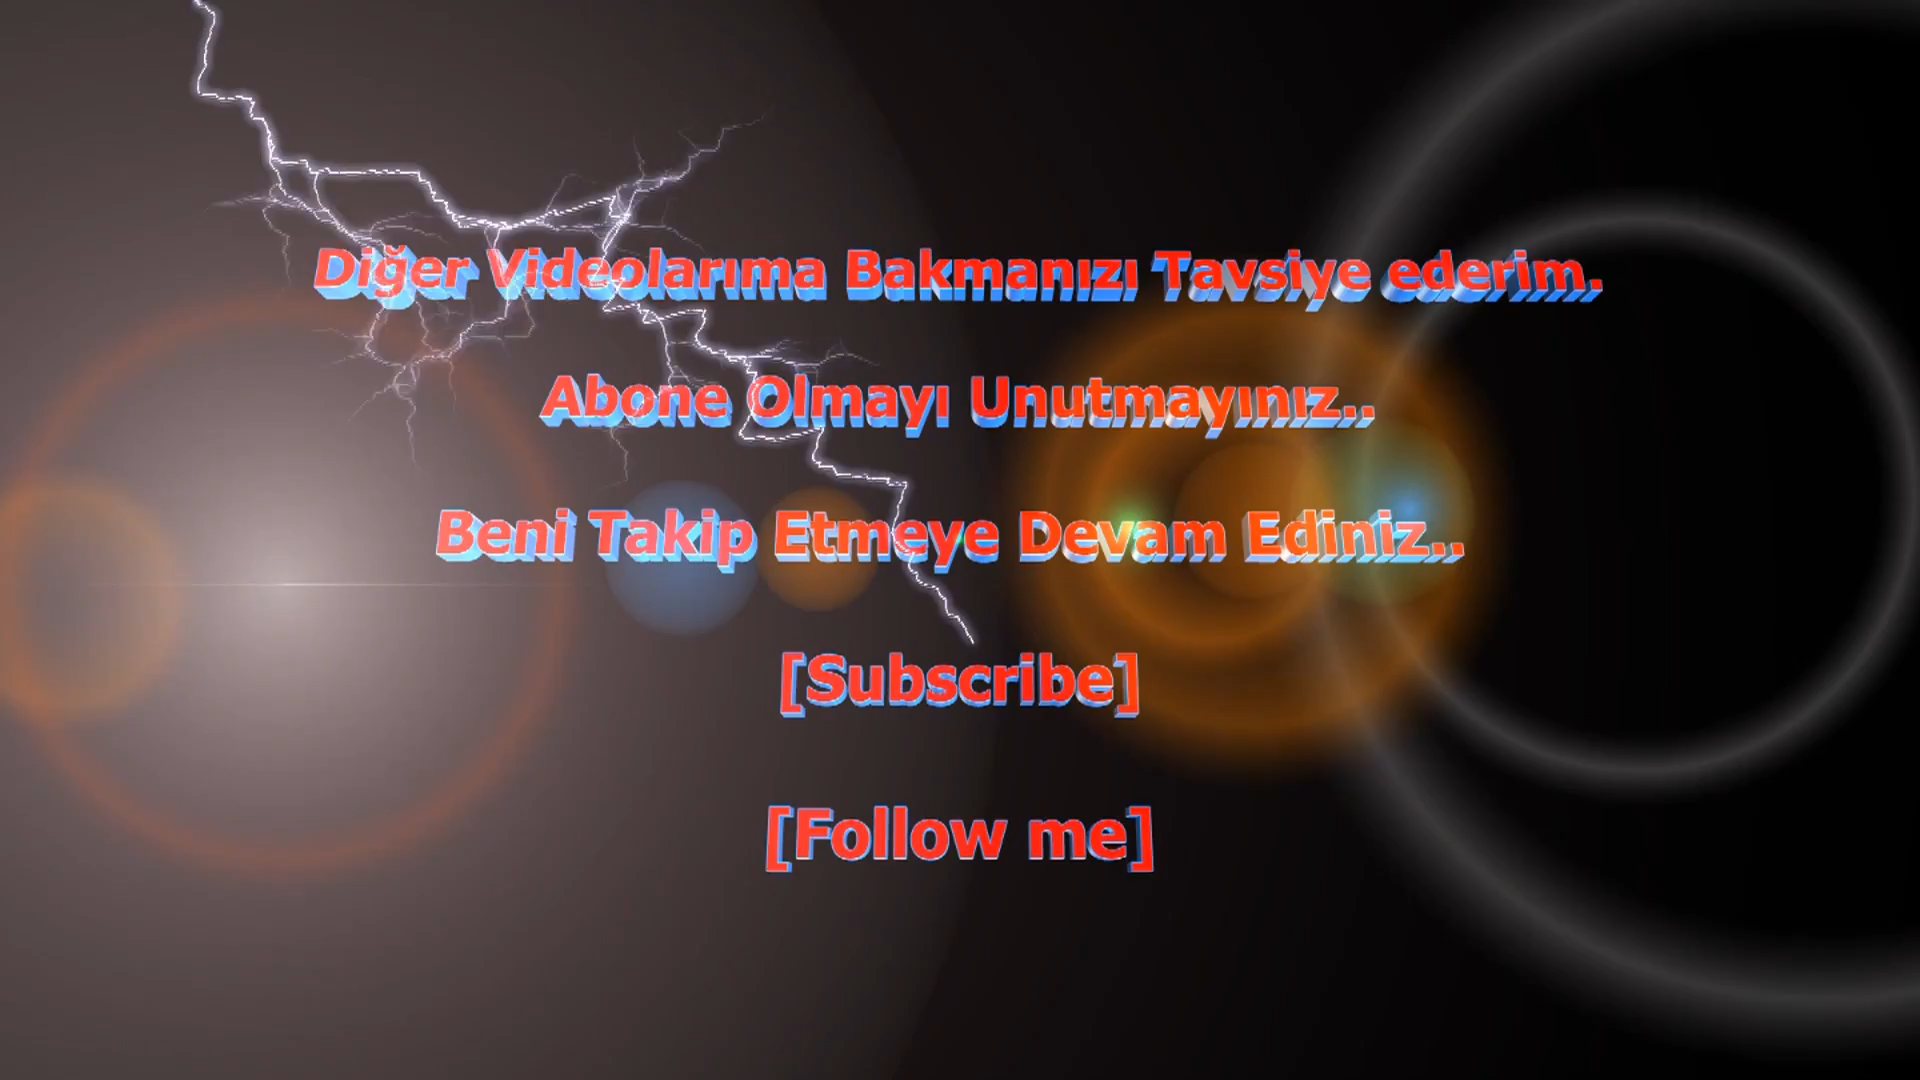 Diğer Videolarıma Bakmanızı Tavsiye ederim.
Abone Olmayı Unutmayınız..
Beni Takip Etmeye Devam Ediniz..
[Subscribe]
[Follow me]